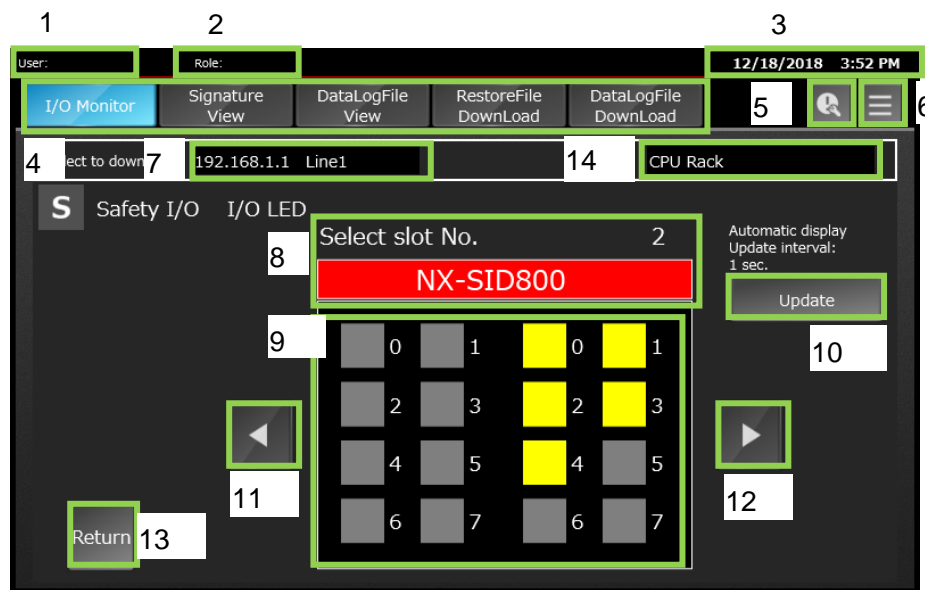 1
2
3
User:
Role:
12/18/2018 3:52 PM
I/O Monitor
Signature
View
DataLogFile
View
RestoreFile
DownLoad
DataLogFile
DownLoad
5
6
4
ect to down
7
192.168.1.1 Line1
14
CPU Rack
S
Safety I/O I/O LED
8
Select slot No. 2
NX-SID800
Automatic display
Update interval:
1 sec.
Update
10
9
0 1 0 1
2 3 2 3
4 5 4 5
6 7 6 7
11
12
Return
13